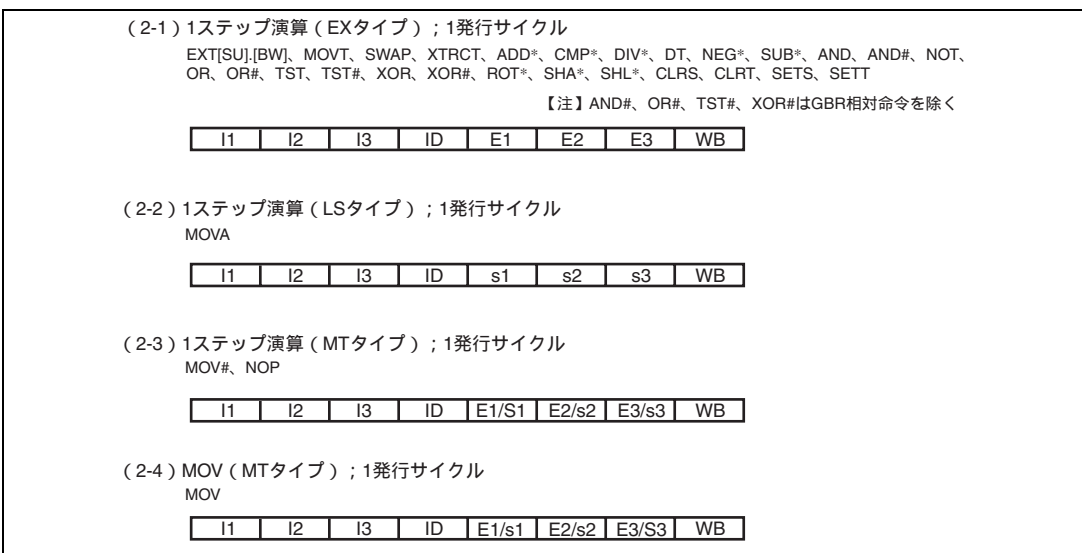 （2-1）1ステップ演算（EXタイプ）；1発行サイクル
EXT[SU].[BW]、MOVT、SWAP、XTRCT、ADD*、CMP*、DIV*、DT、NEG*、SUB*、AND、AND#、NOT、
OR、OR#、TST、TST#、XOR、XOR#、ROT*、SHA*、SHL*、CLRS、CLRT、SETS、SETT
【注】AND#、OR#、TST#、XOR#はGBR相対命令を除く
I1 I2 I3 ID E1 E2 E3 WB
（2-2）1ステップ演算（LSタイプ）；1発行サイクル
MOVA
I1 I2 I3 ID s1 s2 s3 WB
（2-3）1ステップ演算（MTタイプ）；1発行サイクル
MOV#、NOP
I1 I2 I3 ID E1/S1 E2/s2 E3/s3 WB
（2-4）MOV（MTタイプ）；1発行サイクル
MOV
I1 I2 I3 ID E1/s1 E2/s2 E3/S3 WB